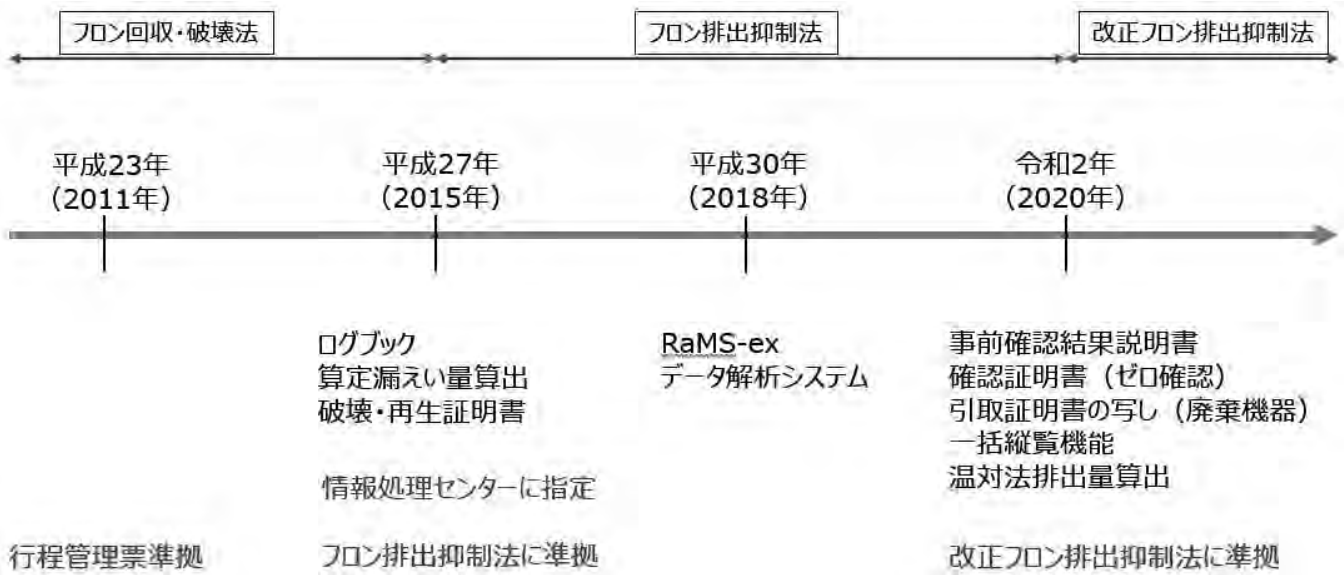 フロン回収・破壊法
フロン排出抑制法
改正フロン排出抑制法
平成23年
（2011年）
平成27年
（2015年）
平成30年
（2018年）
令和2年
（2020年）
ログブック
算定漏えい量算出
破壊・再生証明書
RaMS-ex
データ解析システム
事前確認結果説明書
確認証明書（ゼロ確認）
引取証明書の写し（廃棄機器）
一括縦覧機能
温対法排出量算出
情報処理センターに指定
行程管理票準拠
フロン排出抑制法に準拠
改正フロン排出抑制法に準拠